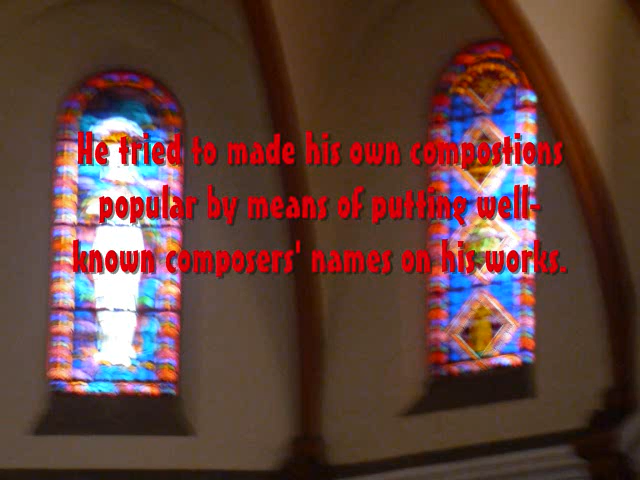 He tried to made his own compostions
popular by means of putting well-
known composers' names on his works.